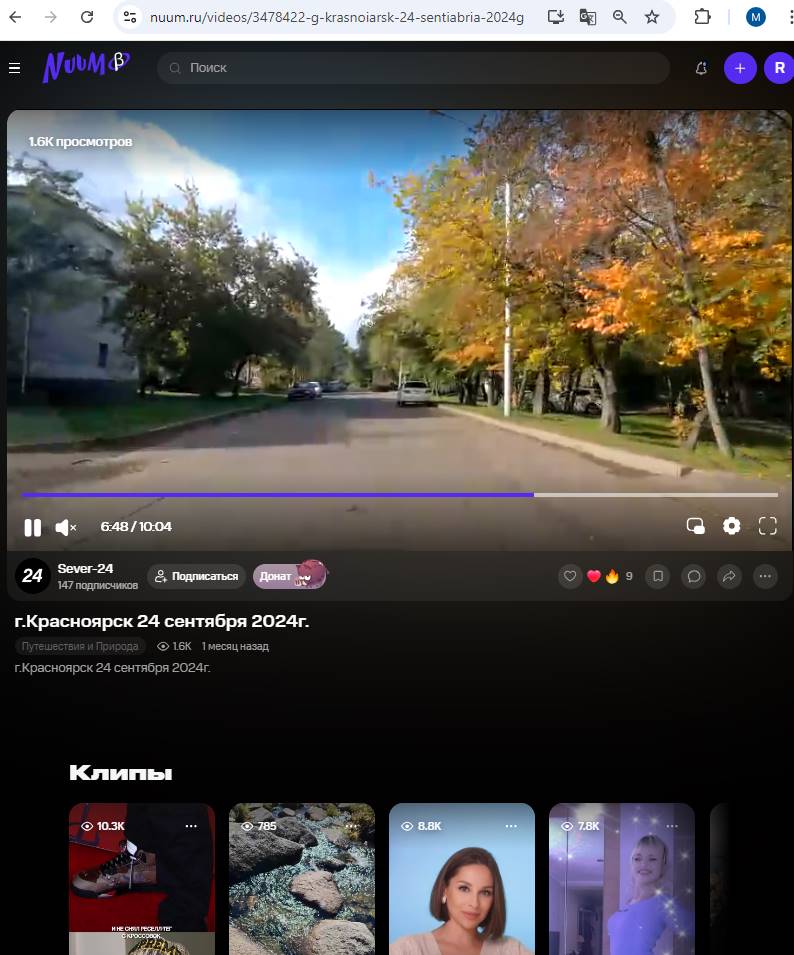 nuum.ru/videos/3478422-g-krasnoiarsk-24-sentiabria-2024g
M
NUUM β
Поиск
R
1.6K просмотров
6:48 / 10:04
24
Sever-24
147 подписчиков
Подписаться
Донат
9
г.Красноярск 24 сентября 2024г.
Путешествия и Природа
1.6K
1 месяц назад
г.Красноярск 24 сентября 2024г.
Клипы
10.3K
785
8.8K
7.8K
И НЕ СНЯЛ РЕСЕЛЛ-ТЕГ
С КРОССОВОК